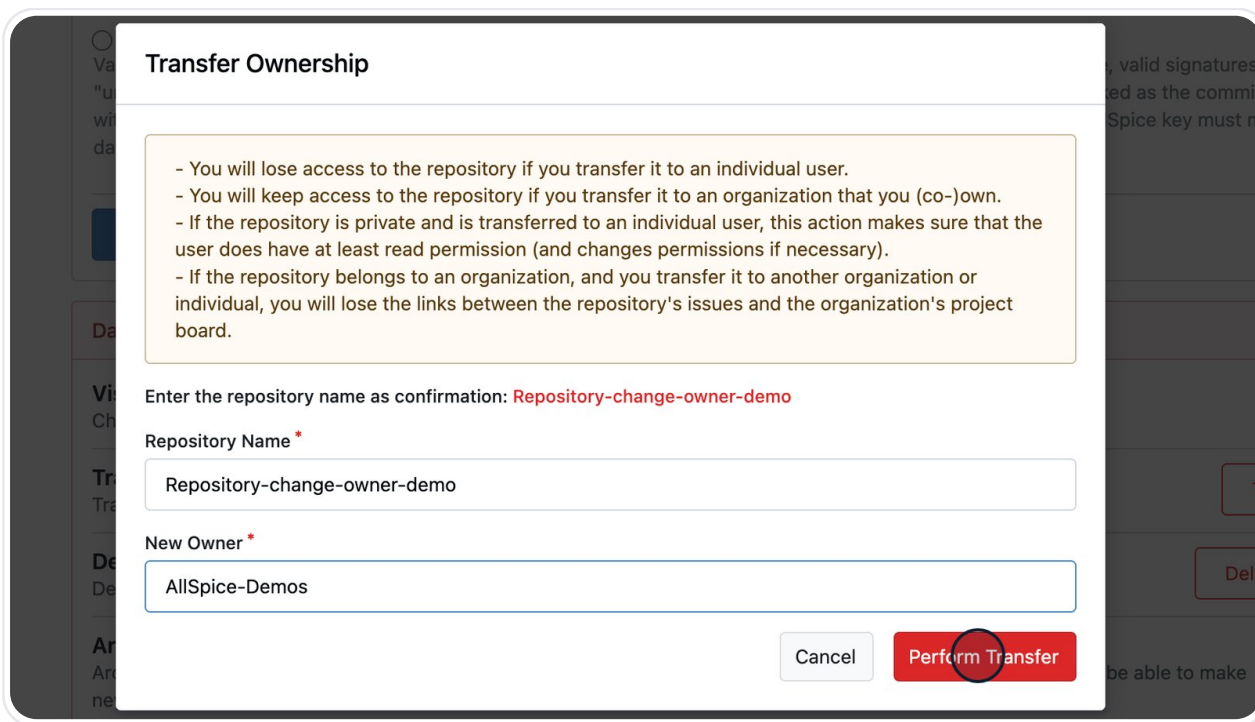 Transfer Ownership
, valid signatures
ked as the commi
Spice key must
- You will lose access to the repository if you transfer it to an individual user.
- You will keep access to the repository if you transfer it to an organization that you (co-)own.
- If the repository is private and is transferred to an individual user, this action makes sure that the
user does have at least read permission (and changes permissions if necessary).
- If the repository belongs to an organization, and you transfer it to another organization or
individual, you will lose the links between the repository's issues and the organization's project
board.
Enter the repository name as confirmation: Repository-change-owner-demo
Repository Name *
Repository-change-owner-demo
New Owner *
AllSpice-Demos
Del
Cancel
Perform Transfer
be able to make